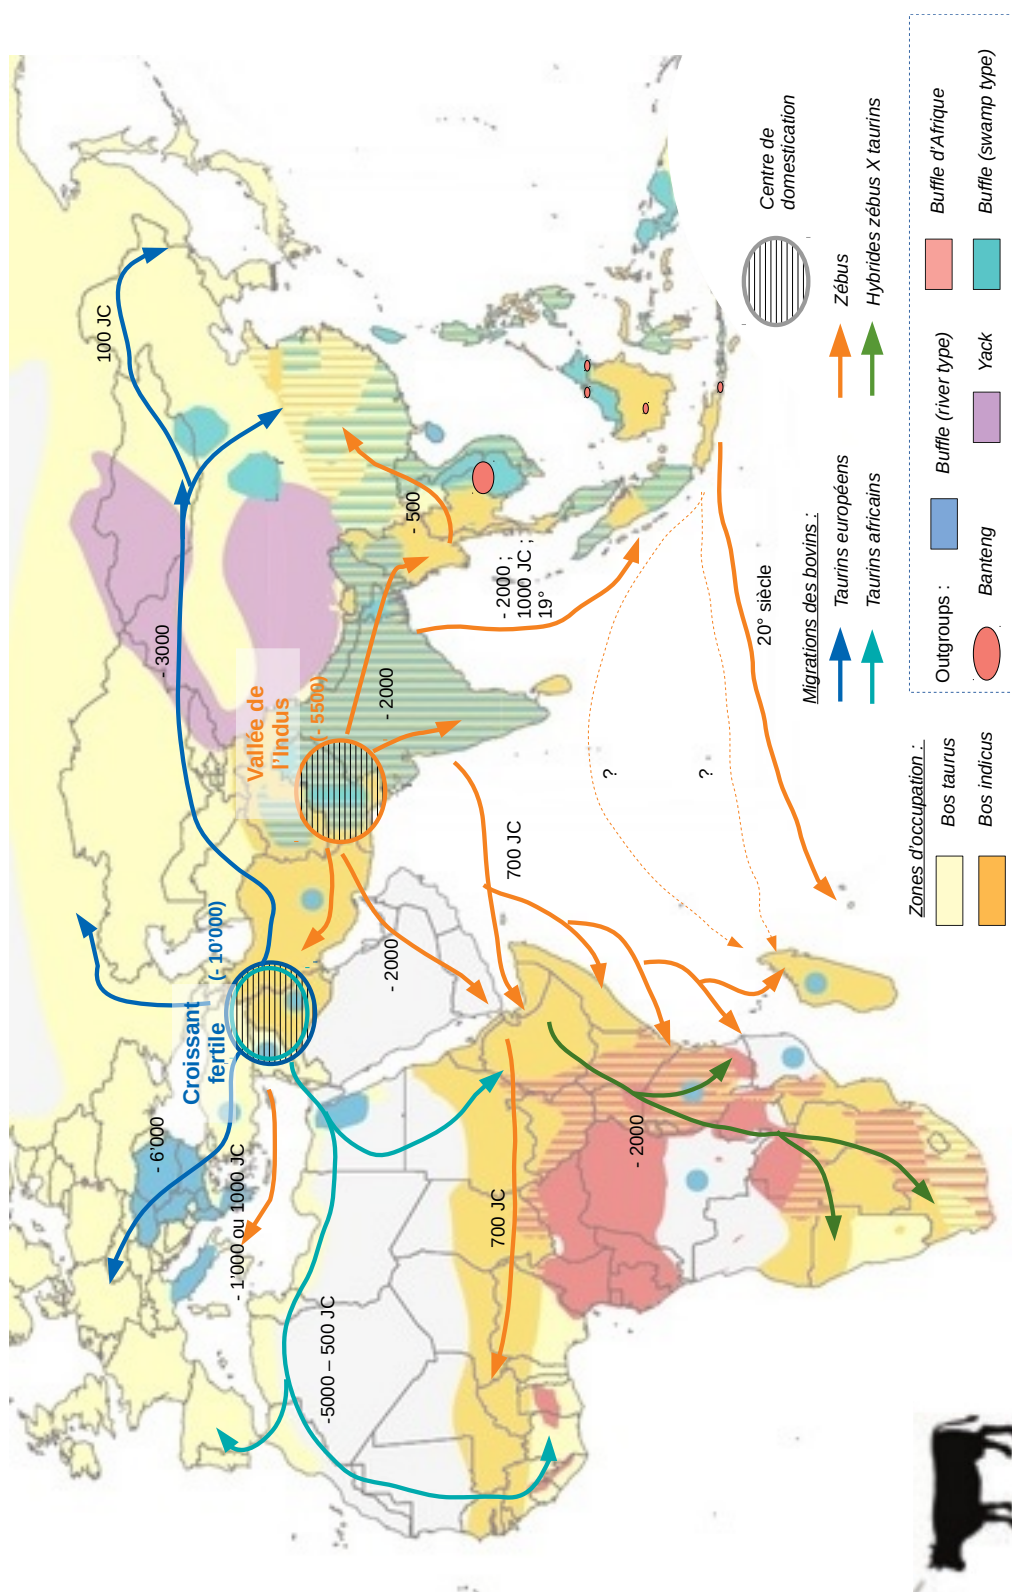 100 JC
- 3000
Vallée de
l'Indus
(- 5500)
- 500
- 2000 ;
1000 JC ;
19°
- 2000
Croissant
fertile
(- 10'000)
- 6'000
- 1'000 ou 1000 JC
-5000 – 500 JC
- 2000
700 JC
700 JC
- 2000
?
?
20° siècle
Centre de
domestication
Migrations des bovins :
Taurins européens
Zébus
Taurins africains
Hybrides zébus X taurins
Zones d'occupation :
Bos taurus
Bos indicus
Outgroups :
Buffle (river type)
Buffle d'Afrique
Banteng
Yack
Buffle (swamp type)